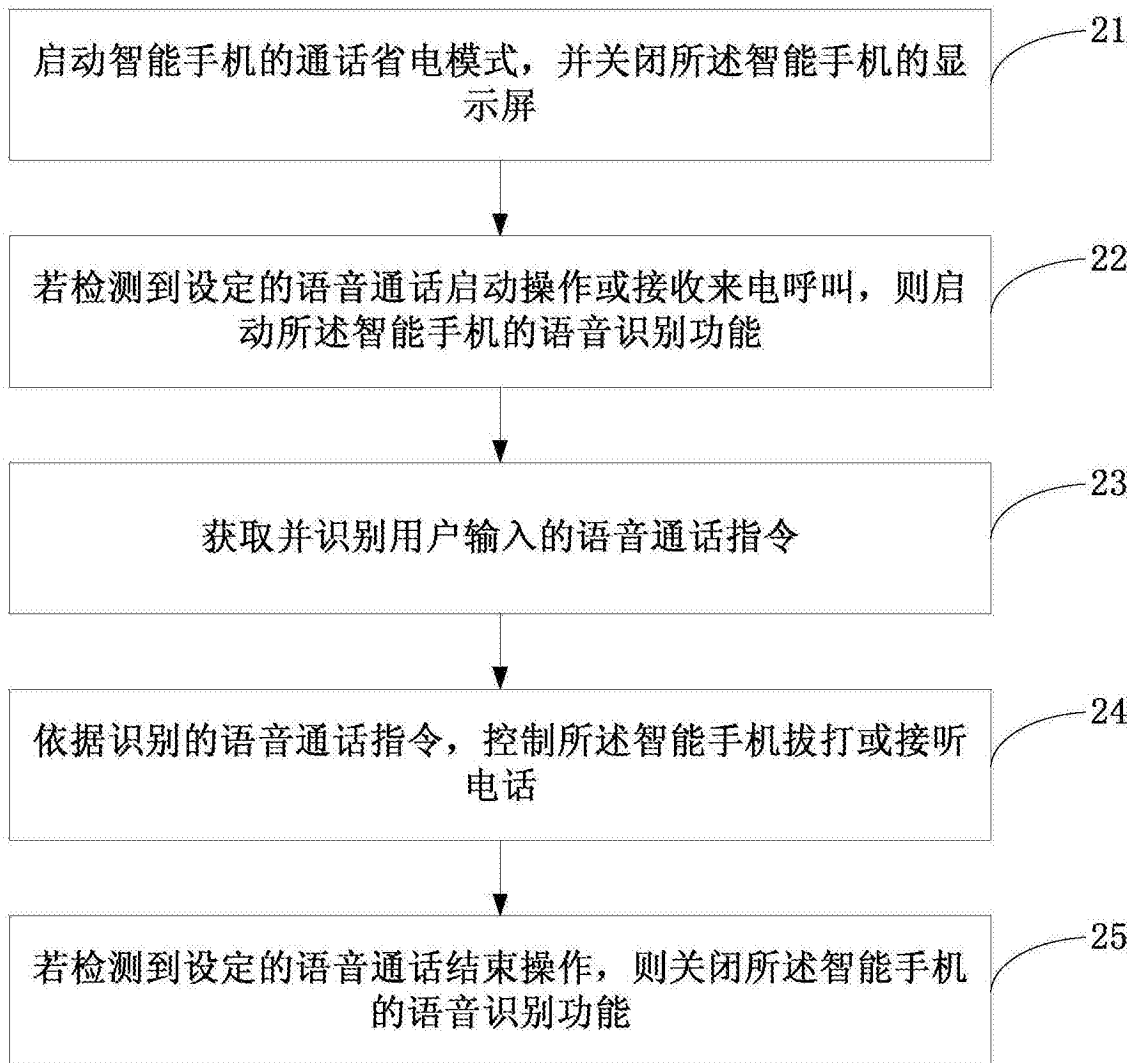 启动智能手机的通话省电模式，并关闭所述智能手机的显
示屏
21
若检测到设定的语音通话启动操作或接收来电呼叫，则启
动所述智能手机的语音识别功能
22
获取并识别用户输入的语音通话指令
23
依据识别的语音通话指令，控制所述智能手机拔打或接听
电话
24
若检测到设定的语音通话结束操作，则关闭所述智能手机
的语音识别功能
25